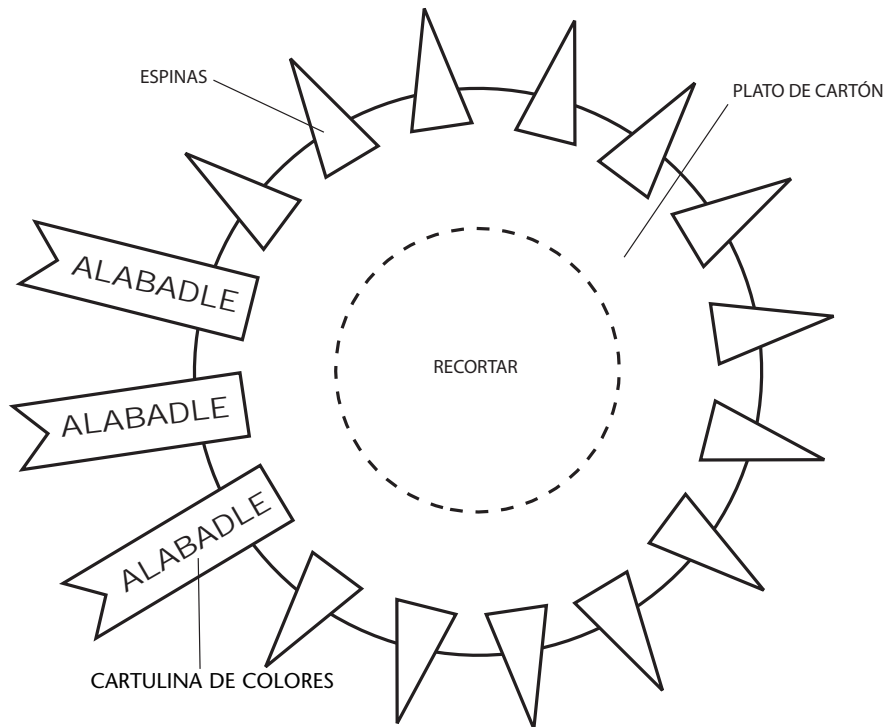 ESPINAS
PLATO DE CARTÓN
ALABADLE
RECORTAR
ALABADLE
ALABADLE
CARTULINA DE COLORES